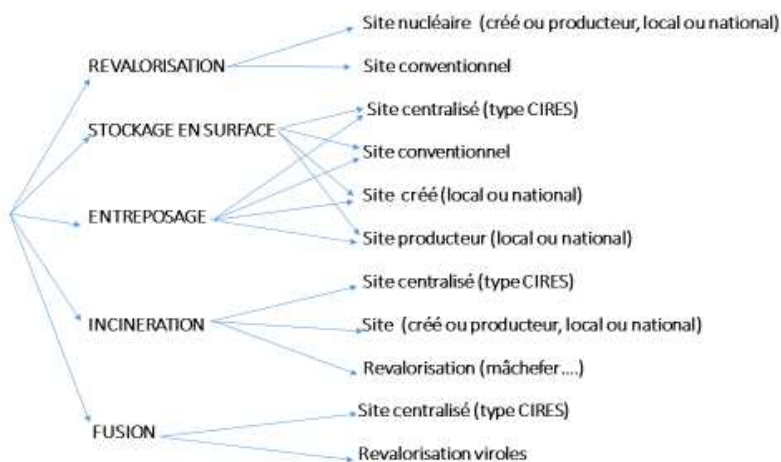 REVALORISATION
Site nucléaire (créé ou producteur, local ou national)
Site conventionnel
STOCKAGE EN SURFACE
Site centralisé (type CIRES)
Site conventionnel
Site créé (local ou national)
ENTREPOSAGE
Site producteur (local ou national)
INCINERATION
Site centralisé (type CIRES)
Site (créé ou producteur, local ou national)
Revalorisation (mâchefer....)
FUSION
Site centralisé (type CIRES)
Revalorisation viroles